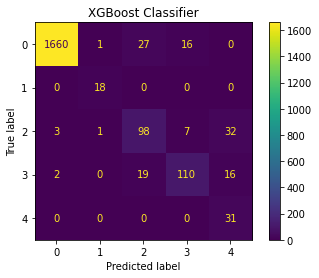 XGBoost Classifier
0 1660 1 27 16 0
1 0 18 0 0 0
2 3 1 98 7 32
3 2 0 19 110 16
4 0 0 0 0 31
0 1 2 3 4
Predicted label
True label
1600
1400
1200
1000
800
600
400
200
0